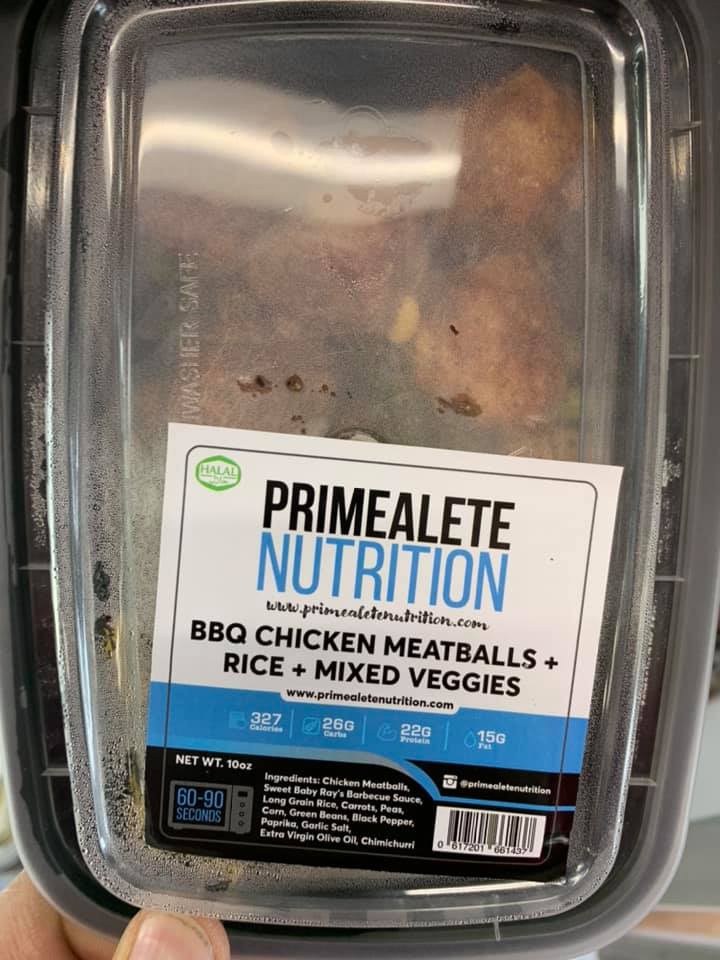 WASHER SAFE
HALAL
PRIMEALETE
NUTRITION
www.primealetenutrition.com
BBQ CHICKEN MEATBALLS +
RICE + MIXED VEGGIES
www.primealetenutrition.com
327 Calories
26G Carbs
22G Protein
15G Fat
NET WT. 10oz
60-90
SECONDS
Ingredients: Chicken Meatballs,
Sweet Baby Ray's Barbecue Sauce,
Long Grain Rice, Carrots, Peas,
Corn, Green Beans, Black Pepper,
Paprika, Garlic Salt,
Extra Virgin Olive Oil, Chimichurri
@primealetenutrition
0 617201 661437